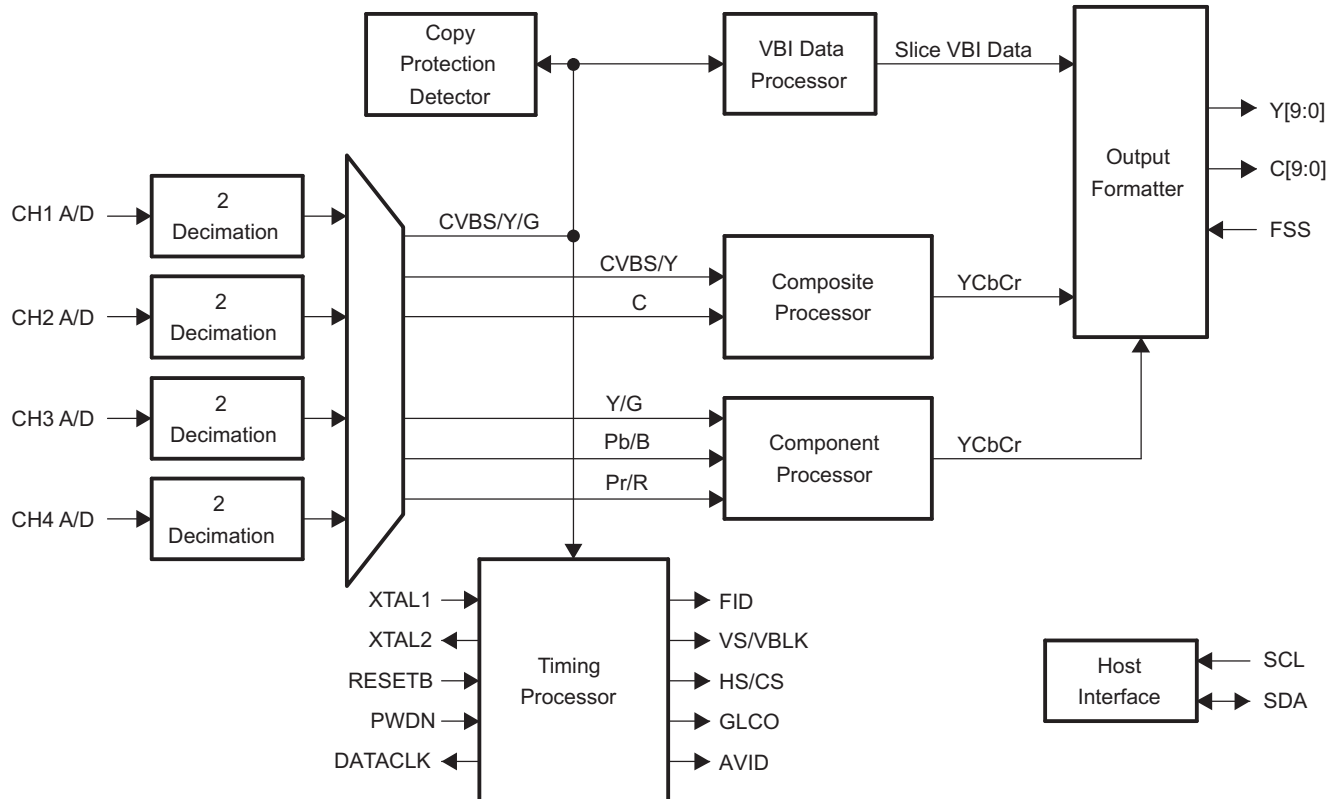 Copy
Protection
Detector
VBI Data
Processor
Slice VBI Data
Output
Formatter
Y[9:0]
C[9:0]
FSS
CH1 A/D
2
Decimation
CH2 A/D
2
Decimation
CH3 A/D
2
Decimation
CH4 A/D
2
Decimation
CVBS/Y/G
CVBS/Y
C
Composite
Processor
YCbCr
Y/G
Pb/B
Pr/R
Component
Processor
YCbCr
XTAL1
XTAL2
RESETB
PWDN
DATACLK
Timing
Processor
FID
VS/VBLK
HS/CS
GLCO
AVID
Host
Interface
SCL
SDA